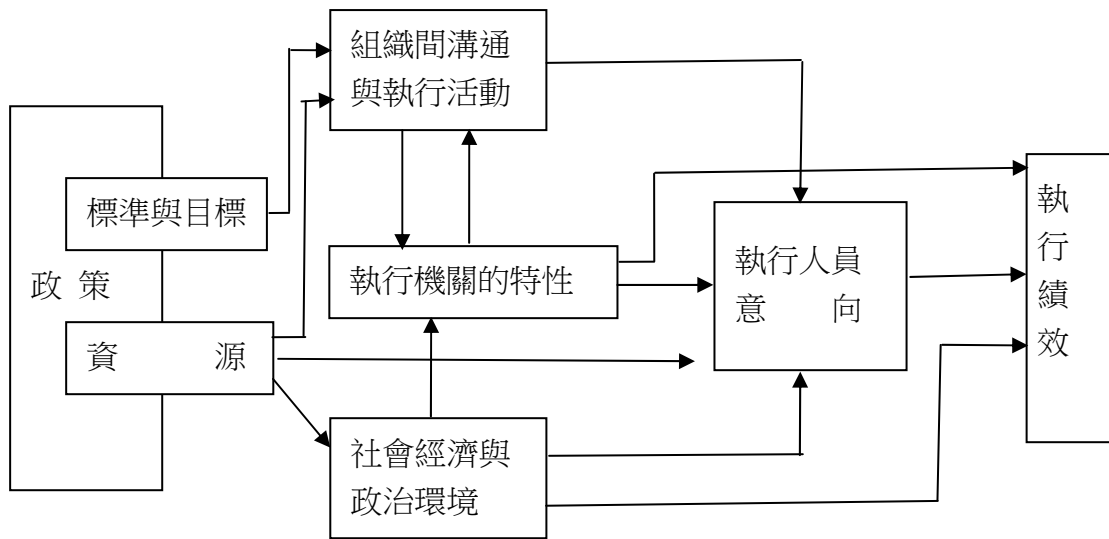 組織間溝通
與執行活動
標準與目標
政 策
資 源
執行機關的特性
社會經濟與
政治環境
執行人員
意 向
執
行
績
效